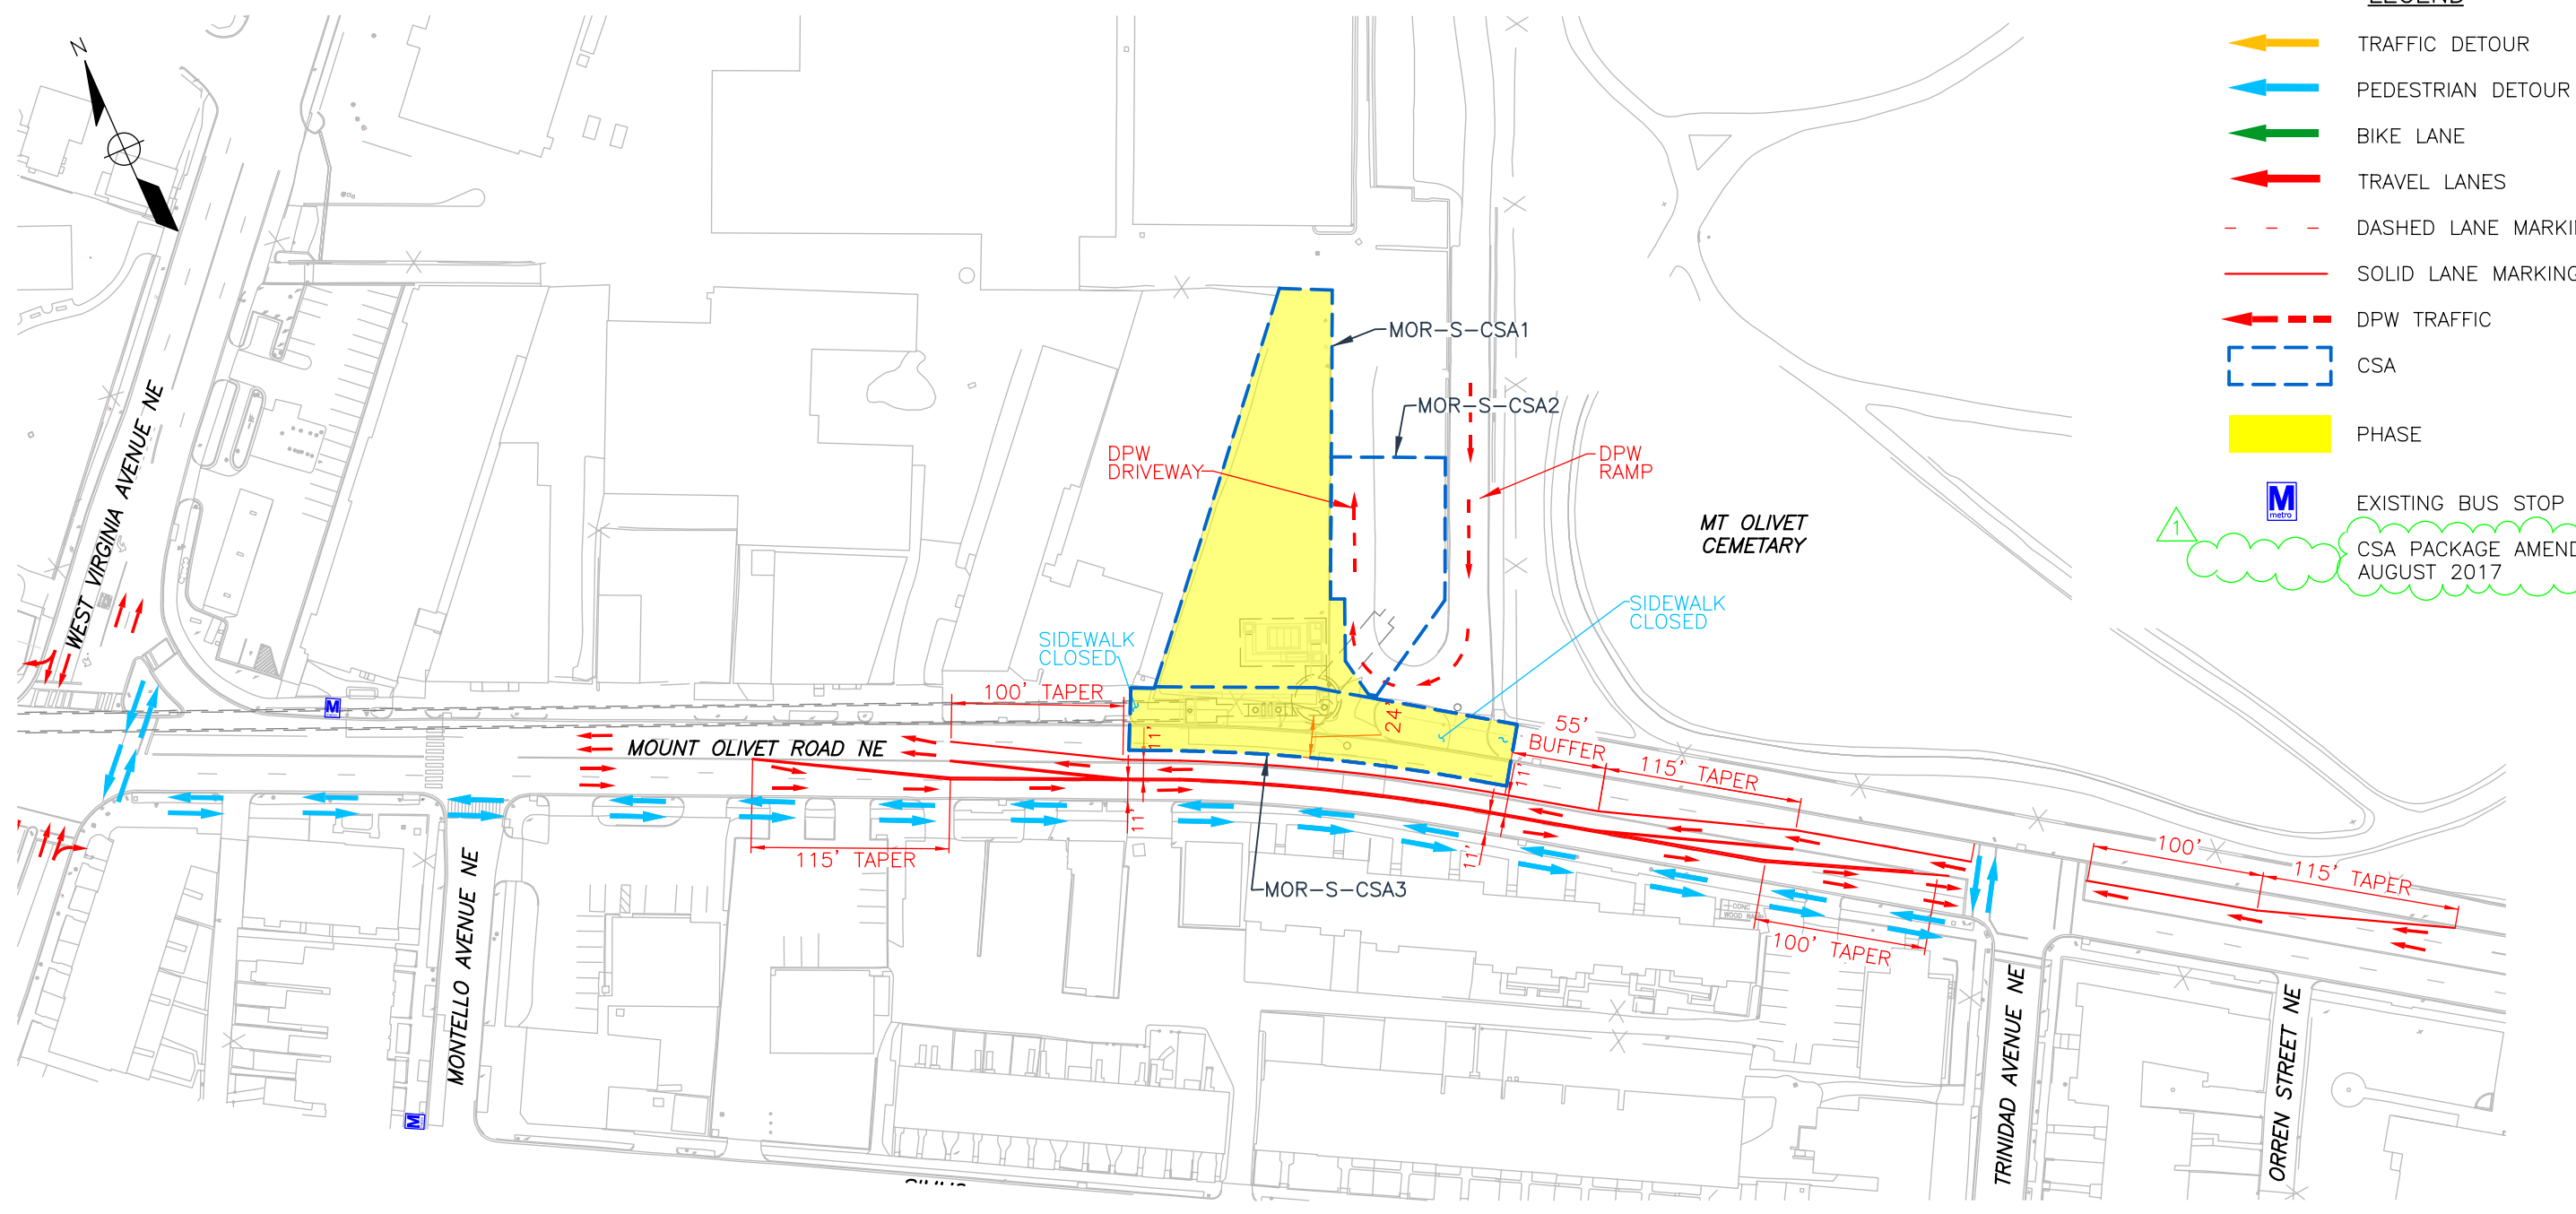 LEGEND
TRAFFIC DETOUR
PEDESTRIAN DETOUR
BIKE LANE
TRAVEL LANES
DASHED LANE
SOLID LANE MARKING
DPW TRAFFIC
CSA
PHASE
M
metro
EXISTING BUS STOP
1
CSA PACKAGE
AUGUST 2017
N
WEST VIRGINIA AVENUE NE
MOR-S-CSA1
MOR-S-CSA2
DPW
DRIVEWAY
DPW
RAMP
MT OLIVET
CEMETARY
SIDEWALK
CLOSED
SIDEWALK
CLOSED
M
100' TAPER
11'
24'
55'
BUFFER
115' TAPER
11'
MOUNT OLIVET ROAD NE
11'
11'
115' TAPER
MOR-S-CSA3
100' TAPER
100'
115' TAPER
CONC
WOOD RAMP
MONTELLO AVENUE NE
M
TRINIDAD AVENUE NE
ORREN STREET NE